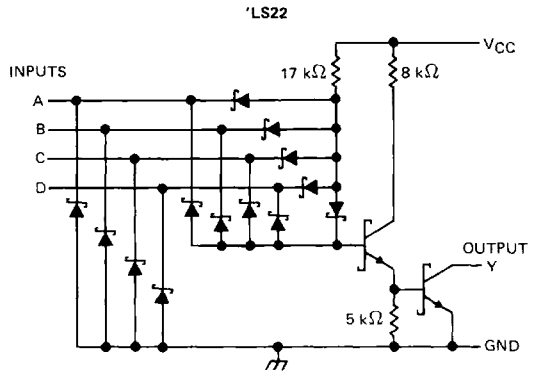 'LS22
VCC
17 kΩ
8 kΩ
INPUTS
A
B
C
D
OUTPUT
Y
5 kΩ
GND